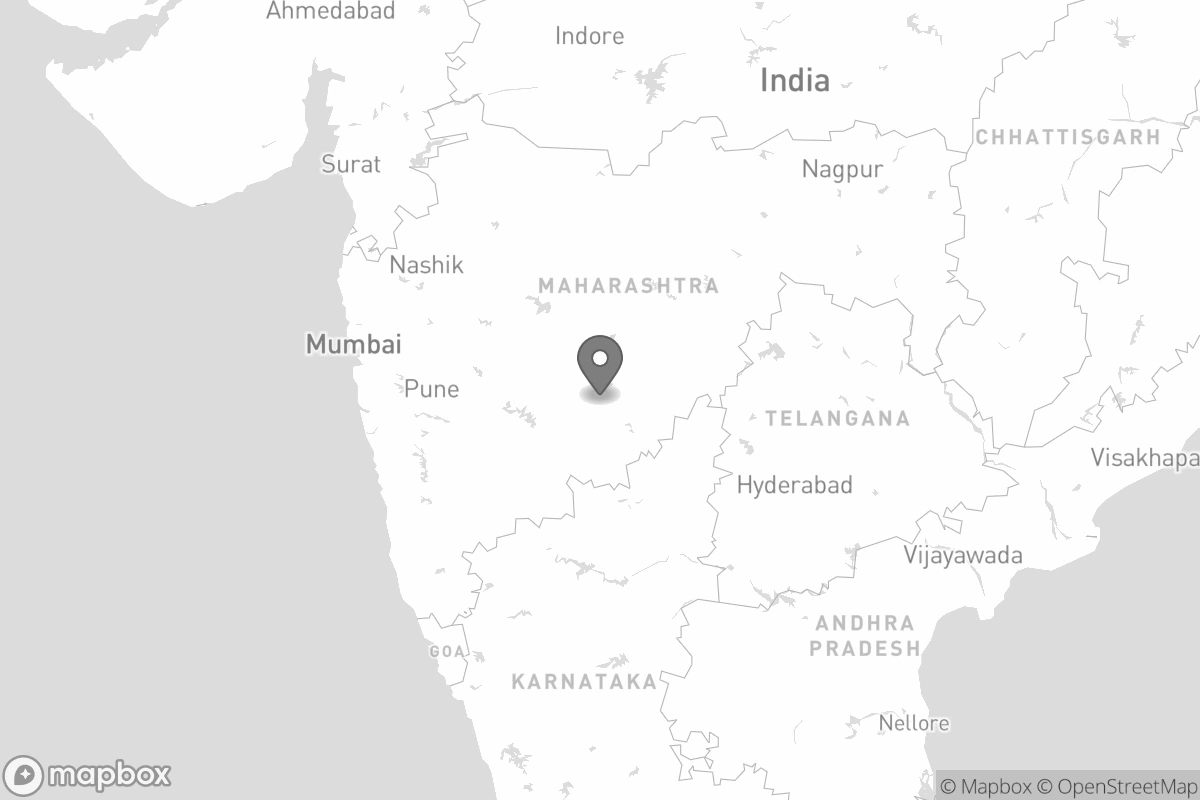 Ahmedabad
Indore
India
CHHATTISGARH
Surat
Nagpur
Nashik
MAHARASHTRA
Mumbai
Pune
TELANGANA
Visakhapa
Hyderabad
Vijayawada
ANDHRA
PRADESH
GOA
KARNATAKA
Nellore
mapbox
© Mapbox © OpenStreetMap